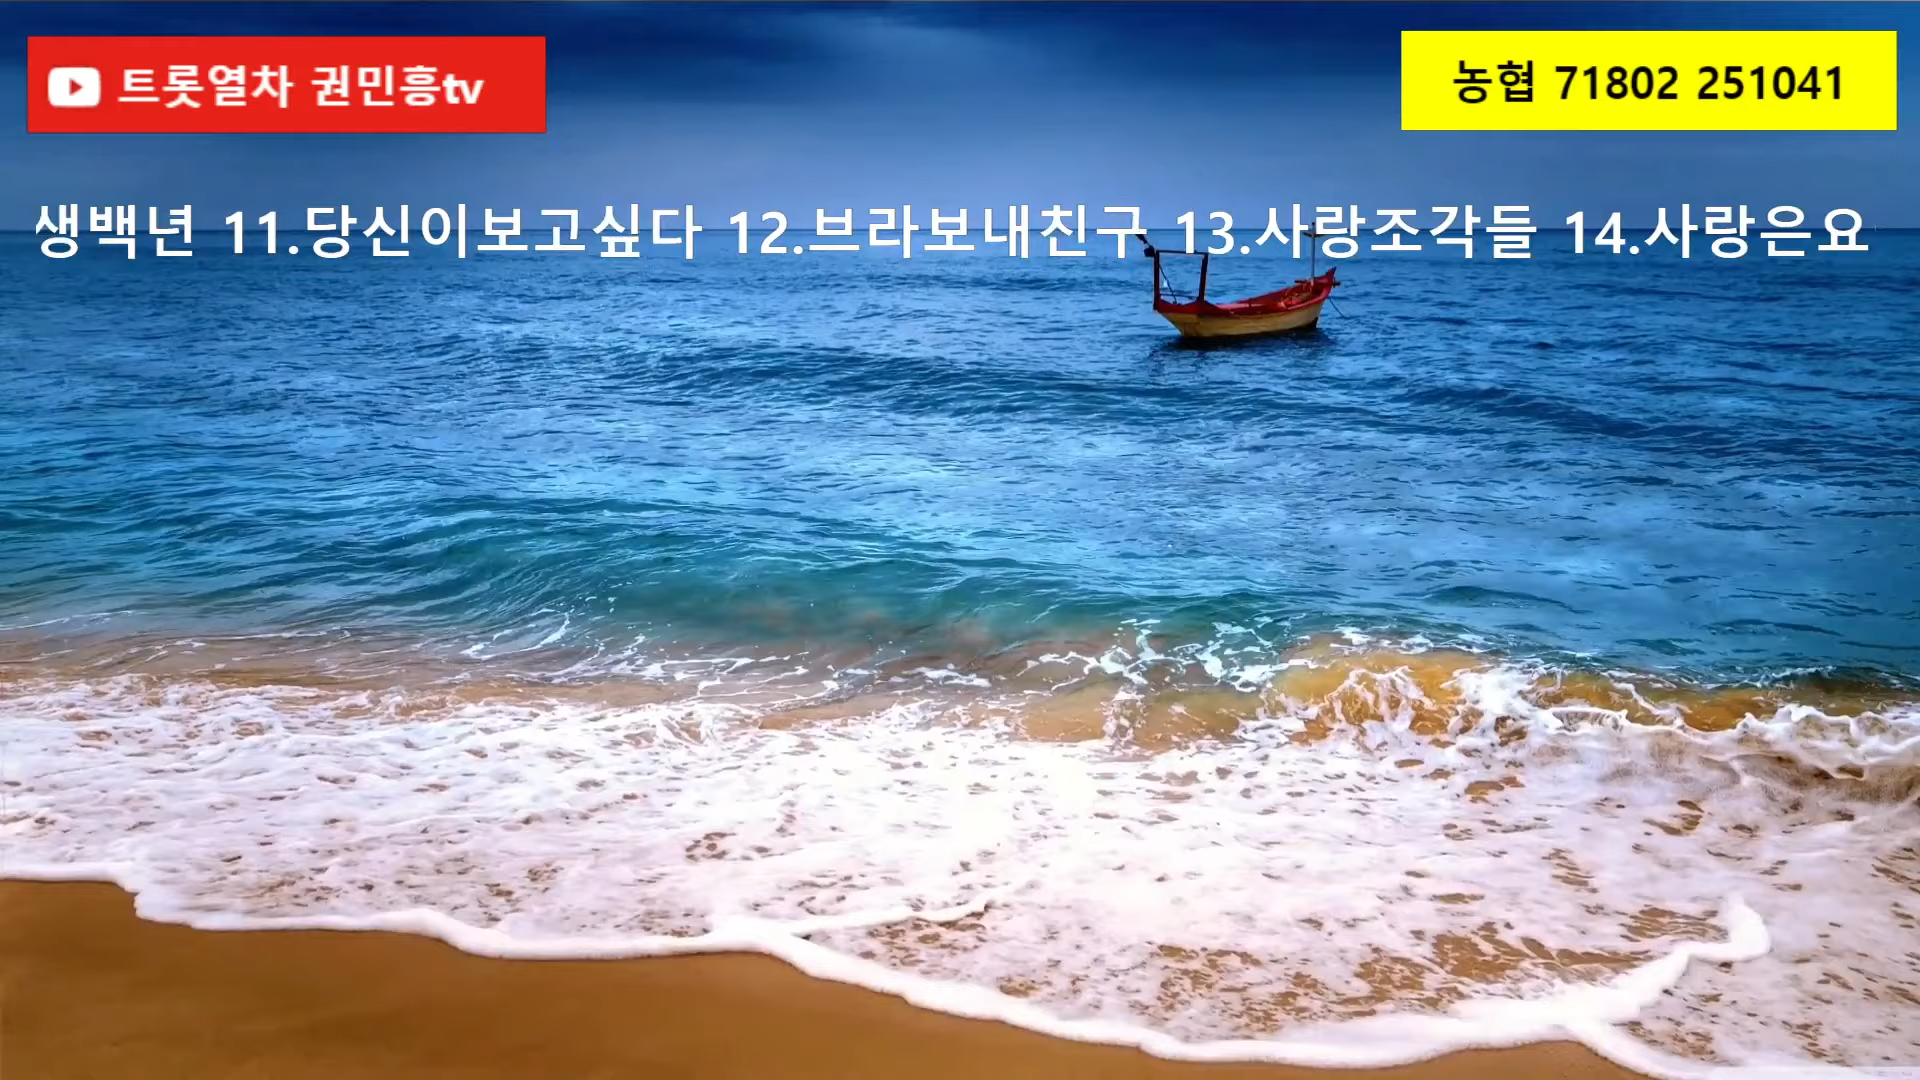 트롯열차 권민흥tv
농협 71802 251041
생백년 11.당신이보고싶다 12.브라보내친구 13.사랑조각들 14.사랑은요